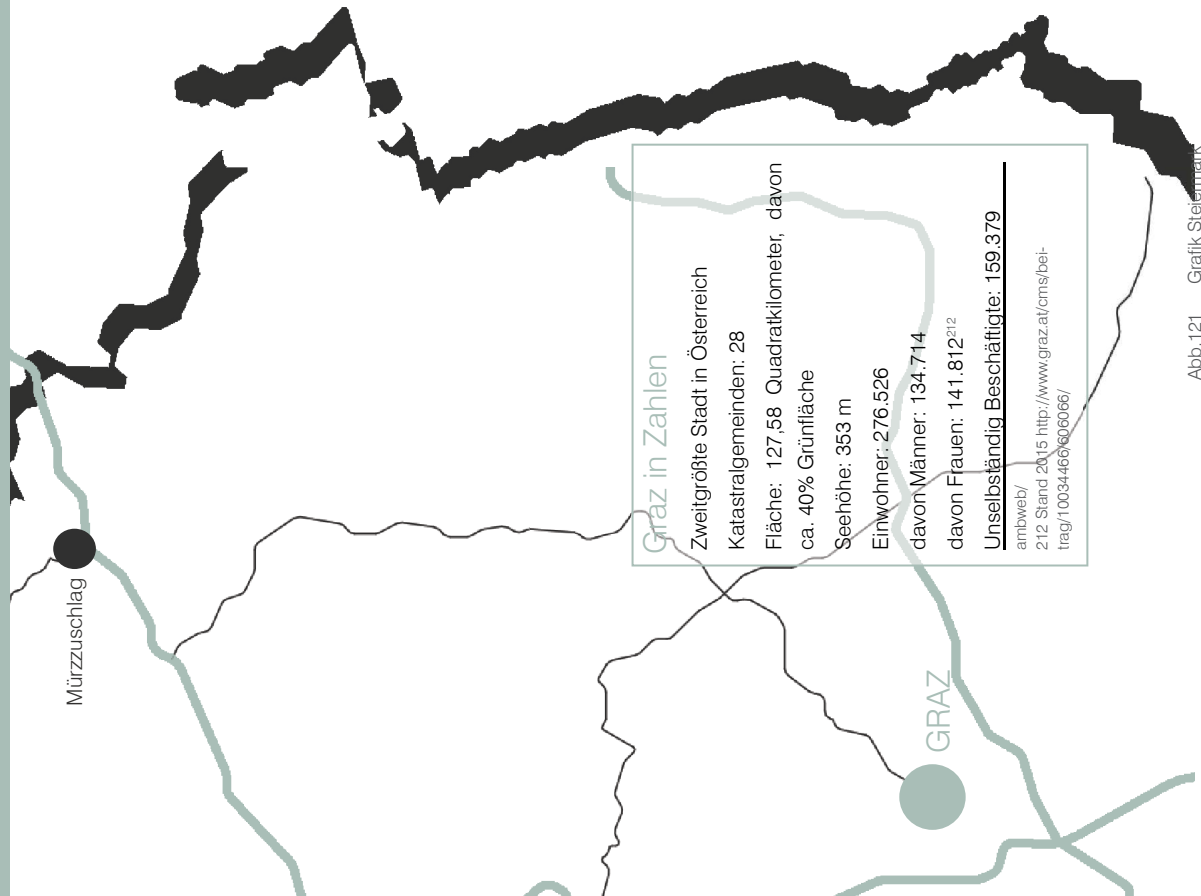 Mürzzuschlag
Graz in Zahlen
Zweitgrößte Stadt in Österreich
Katastralgemeinden: 28
Fläche: 127,58 Quadratkilometer, davon
ca. 40% Grünfläche
Seehöhe: 353 m
Einwohner: 276.526
davon Männer: 134.714
davon Frauen: 141.812²¹²
Unselbständig Beschäftigte: 159.379
ambweb/
212 Stand 2015 http://www.graz.at/cms/bei-
trag/10034466/606066/
GRAZ
Abb.121 Grafik Steiermark